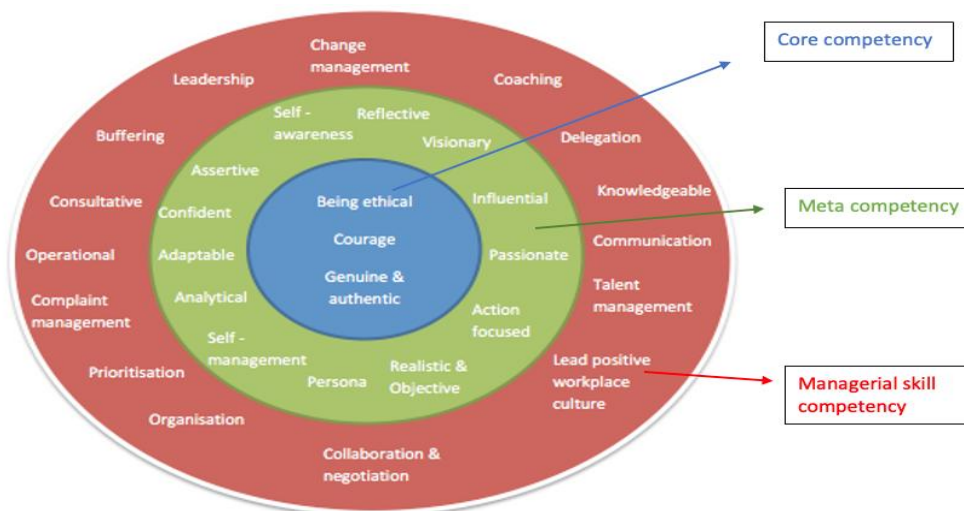 Change
management
Leadership
Coaching
Buffering
Delegation
Consultative
Knowledgeable
Operational
Communication
Complaint
management
Talent
management
Prioritisation
Lead positive
workplace
culture
Organisation
Collaboration &
negotiation
Self -
awareness
Reflective
Visionary
Assertive
Influential
Confident
Adaptable
Passionate
Analytical
Action
focused
Self -
management
Persona
Realistic &
Objective
Being ethical
Courage
Genuine &
authentic
Core competency
Meta competency
Managerial skill
competency